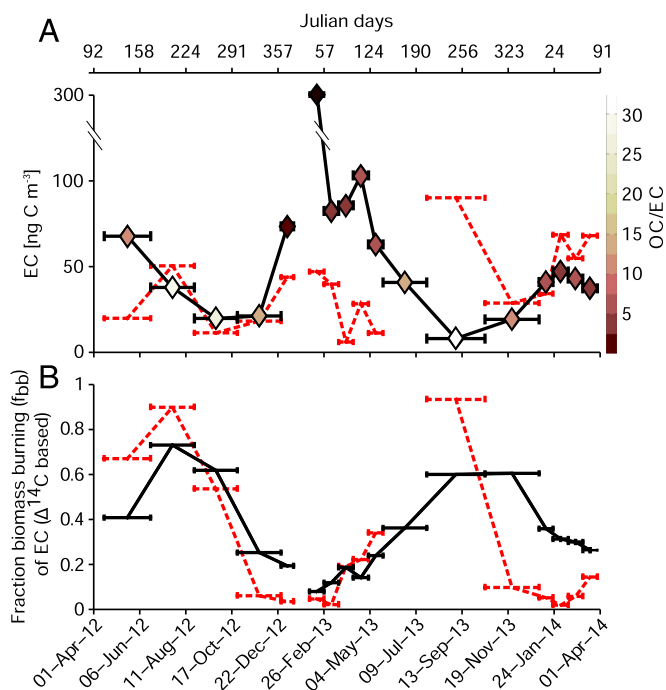 Julian days
A
92 158 224 291 357 57 124 190 256 323 24 91
300
100
50
0
EC [ng C m⁻³]
30
25
20
15
10
5
OC/EC
B
1
0.8
0.6
0.4
0.2
0
Fraction biomass burning (fbb)
of EC (Δ¹⁴C based)
01-Apr-12 06-Jun-12 11-Aug-12 17-Oct-12 22-Dec-12 26-Feb-13 04-May-13 09-Jul-13 13-Sep-13 19-Nov-13 24-Jan-14 01-Apr-14